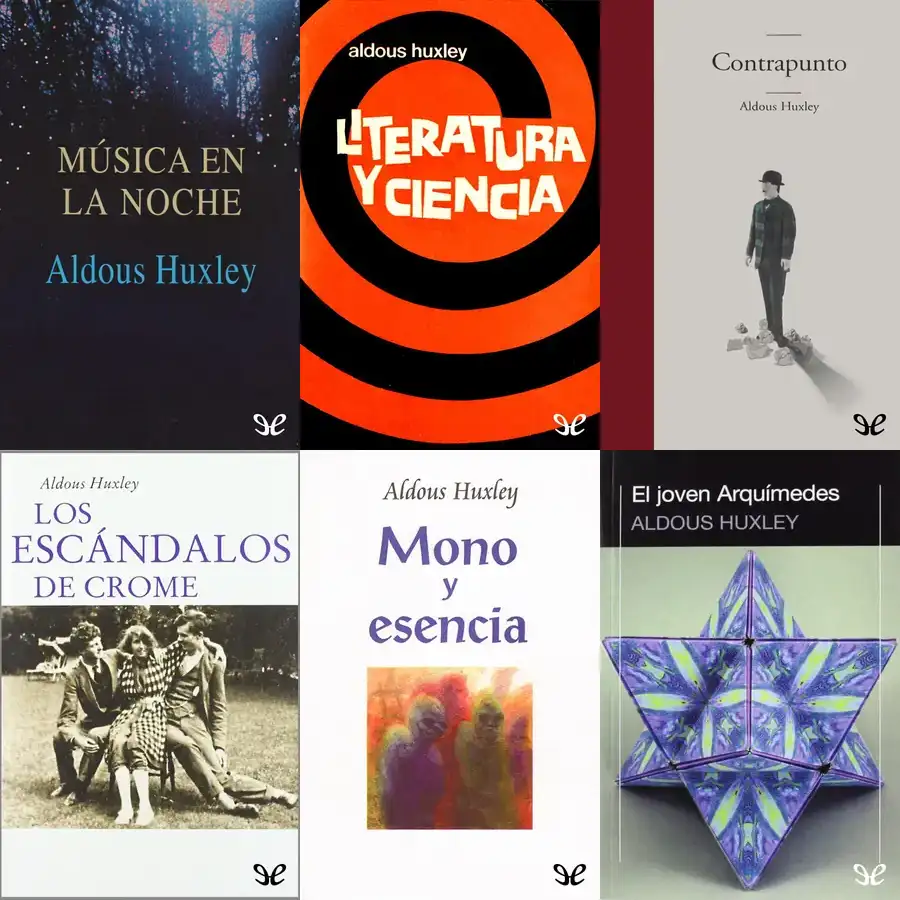 MÚSICA EN
LA NOCHE
Aldous Huxley
aldous huxley
LITERATURA
Y CIENCIA
Contrapunto
Aldous Huxley
Aldous Huxley
LOS
ESCÁNDALOS
DE CROME
Aldous Huxley
Mono
y
esencia
El joven Arquímedes
ALDOUS HUXLEY